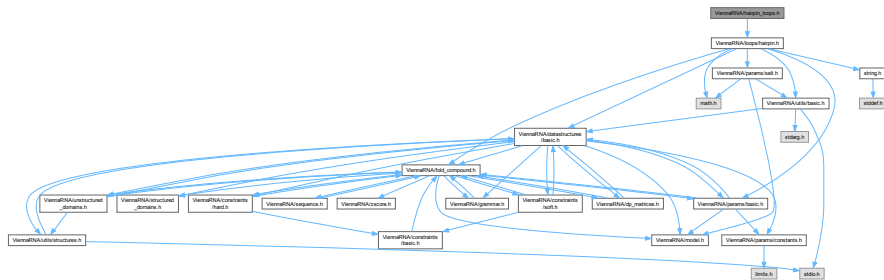 ViennaRNA/hairpin_loops.h
ViennaRNA/loops/hairpin.h
ViennaRNA/params/salt.h
string.h
math.h
ViennaRNA/utils/basic.h
stddef.h
stdarg.h
ViennaRNA/datastructures
/basic.h
ViennaRNA/fold_compound.h
ViennaRNA/unstructured
_domains.h
ViennaRNA/structured
_domains.h
ViennaRNA/constraints
/hard.h
ViennaRNA/sequence.h
ViennaRNA/zscore.h
ViennaRNA/grammar.h
ViennaRNA/constraints
/soft.h
ViennaRNA/dp_matrices.h
ViennaRNA/params/basic.h
ViennaRNA/utils/structures.h
ViennaRNA/constraints
/basic.h
ViennaRNA/model.h
ViennaRNA/params/constants.h
limits.h
stdio.h